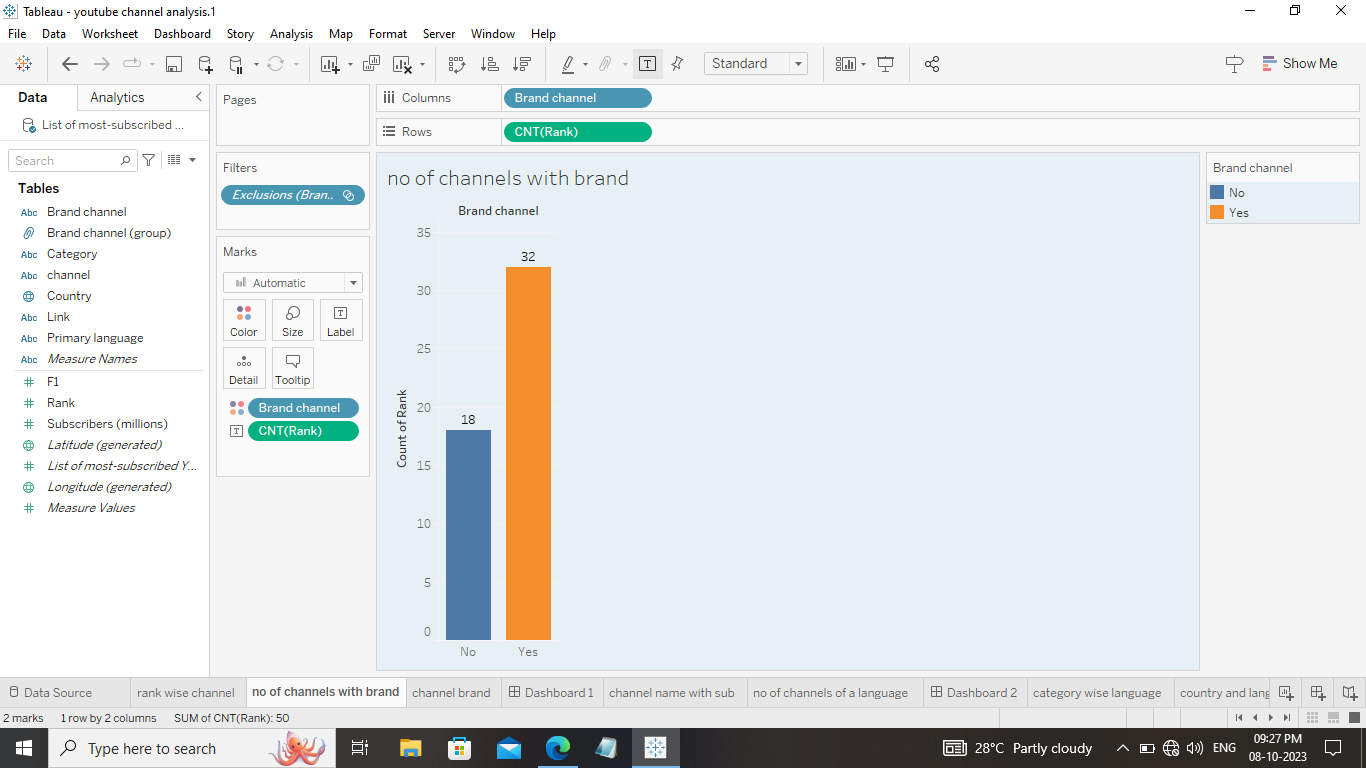 Tableau - youtube channel analysis.1
File Data Worksheet Dashboard Story Analysis Map Format Server Window Help
Standard
Show Me
Data Analytics
List of most-subscribed ...
Search
Tables
Abc Brand channel
Brand channel (group)
Abc Category
Abc channel
Country
Abc Link
Abc Primary language
Abc Measure Names
# F1
# Rank
# Subscribers (millions)
Latitude (generated)
# List of most-subscribed Y...
Longitude (generated)
# Measure Values
Pages
Filters
Exclusions (Bran..
Marks
Automatic
Color Size Label
Detail Tooltip
Brand channel
CNT(Rank)
Columns Brand channel
Rows CNT(Rank)
no of channels with brand
Brand channel
35
30
25
20
15
10
5
0
Count of Rank
18
32
No Yes
Brand channel
No
Yes
Data Source rank wise channel no of channels with brand channel brand Dashboard 1 channel name with sub no of channels of a language Dashboard 2 category wise language country and lang
2 marks 1 row by 2 columns SUM of CNT(Rank): 50
Type here to search
28°C Partly cloudy
ENG
09:27 PM
08-10-2023